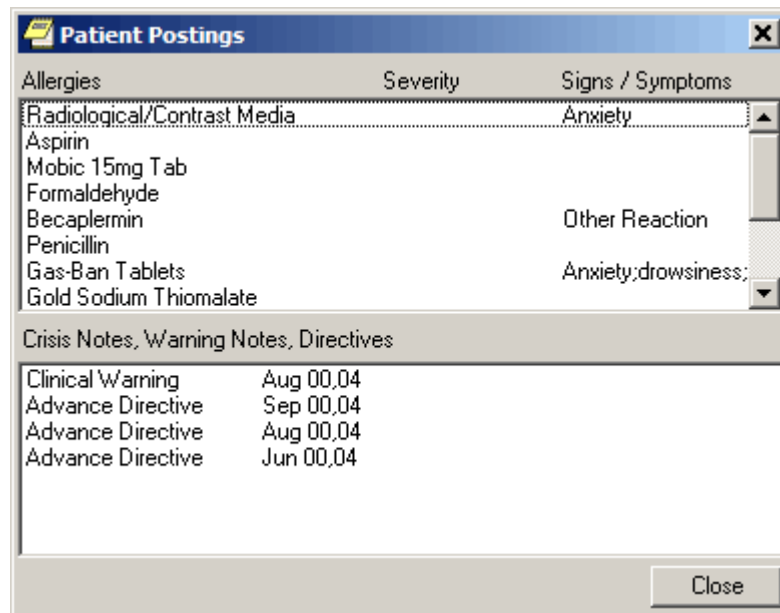 Patient Postings
Allergies Severity Signs / Symptoms
Radiological/Contrast Media Anxiety
Aspirin
Mobic 15mg Tab
Formaldehyde
Becaplermin Other Reaction
Penicillin
Gas-Ban Tablets Anxiety;drowsiness;
Gold Sodium Thiomalate
Crisis Notes, Warning Notes, Directives
Clinical Warning Aug 00,04
Advance Directive Sep 00,04
Advance Directive Aug 00,04
Advance Directive Jun 00,04
Close